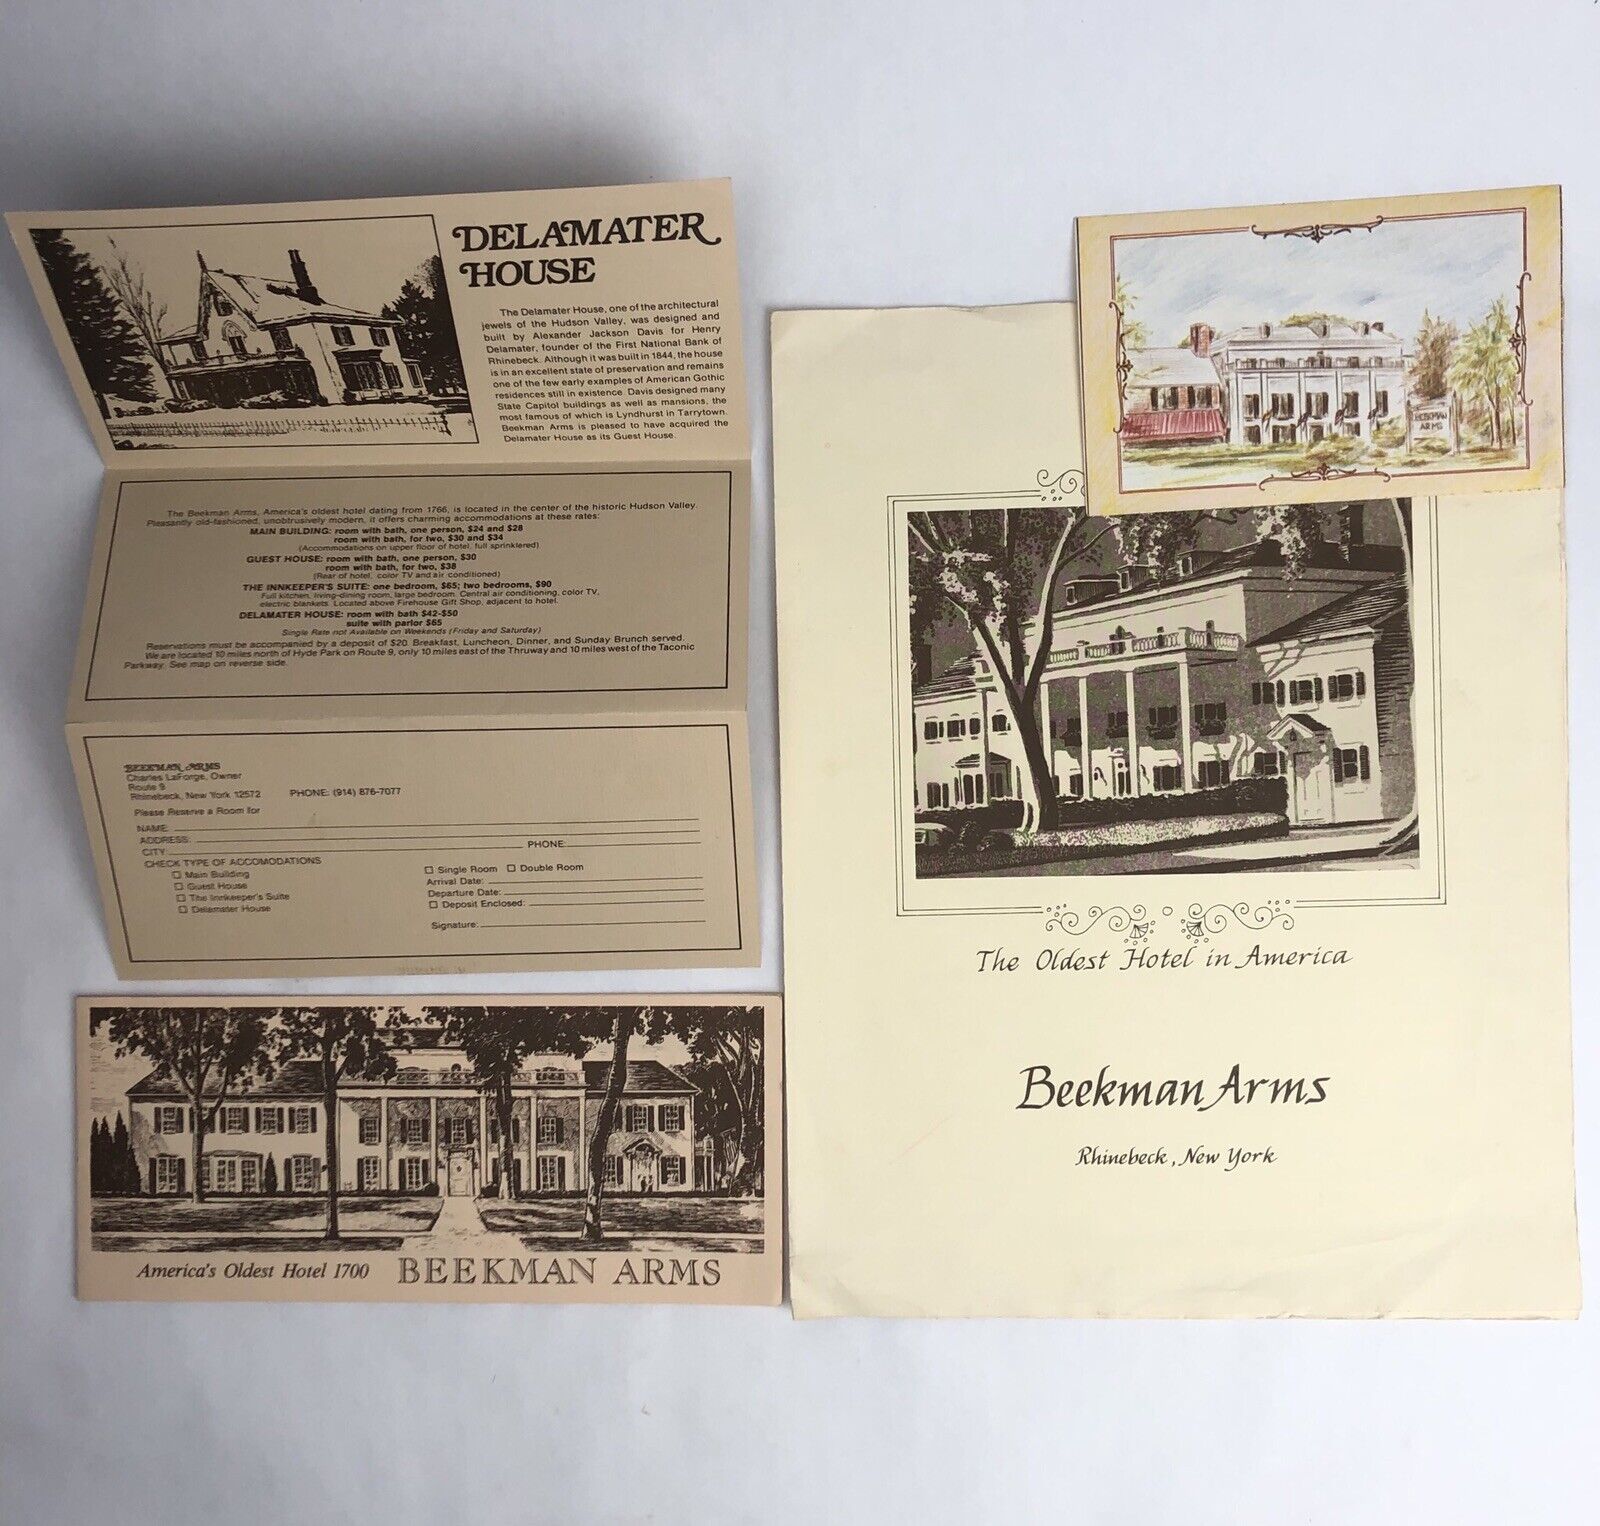 DELAMATER
HOUSE
The Delamater House, one of the architectural
jewels of the Hudson Valley, was designed and
built by Alexander Jackson Davis for Henry
Delamater, founder of the First National Bank of
Rhinebeck. Although it was built in 1844, the house
is in an excellent state of preservation and remains
one of the few early examples of American Gothic
residences still in existence. Davis designed many
State Capitol buildings as well as mansions, the
most famous of which is Lyndhurst in Tarrytown.
Beekman Arms is pleased to have acquired the
Delamater House as its Guest House.
The Beekman Arms, America's oldest hotel dating from 1766, is located in the center of the historic Hudson Valley.
Pleasantly old-fashioned, unobtrusively modern, it offers charming accommodations at these rates:
MAIN BUILDING: room with bath, one person, $24 and $28
room with bath, for two, $30 and $34
(Accommodations on upper floor of hotel, full sprinklered)
GUEST HOUSE: room with bath, one person, $30
room with bath, for two, $38
(Rear of hotel, color TV and air conditioned)
THE INNKEEPER'S SUITE: one bedroom, $65; two bedrooms, $90
Full kitchen, living-dining room, large bedroom. Central air conditioning, color TV,
electric blankets. Located above Firehouse Gift Shop, adjacent to hotel.
DELAMATER HOUSE: room with bath $42-$50
suite with parlor $65
Single Rate not Available on Weekends (Friday and Saturday)
Reservations must be accompanied by a deposit of $20. Breakfast, Luncheon, Dinner, and Sunday Brunch served.
We are located 10 miles north of Hyde Park on Route 9, only 10 miles east of the Thruway and 10 miles west of the Taconic
Parkway. See map on reverse side.
BEEKMAN ARMS
Charles LaForge, Owner
Route 9
Rhinebeck, New York 12572 PHONE: (914) 876-7077
Please Reserve a Room for
NAME:
ADDRESS:
CITY PHONE:
CHECK TYPE OF ACCOMODATIONS
Main Building
Guest House
The Innkeeper's Suite
Delamater House
Single Room Double Room
Arrival Date:
Departure Date:
Deposit Enclosed:
Signature:
America's Oldest Hotel 1700 BEEKMAN ARMS
BEEKMAN
ARMS
The Oldest Hotel in America
Beekman Arms
Rhinebeck, New York